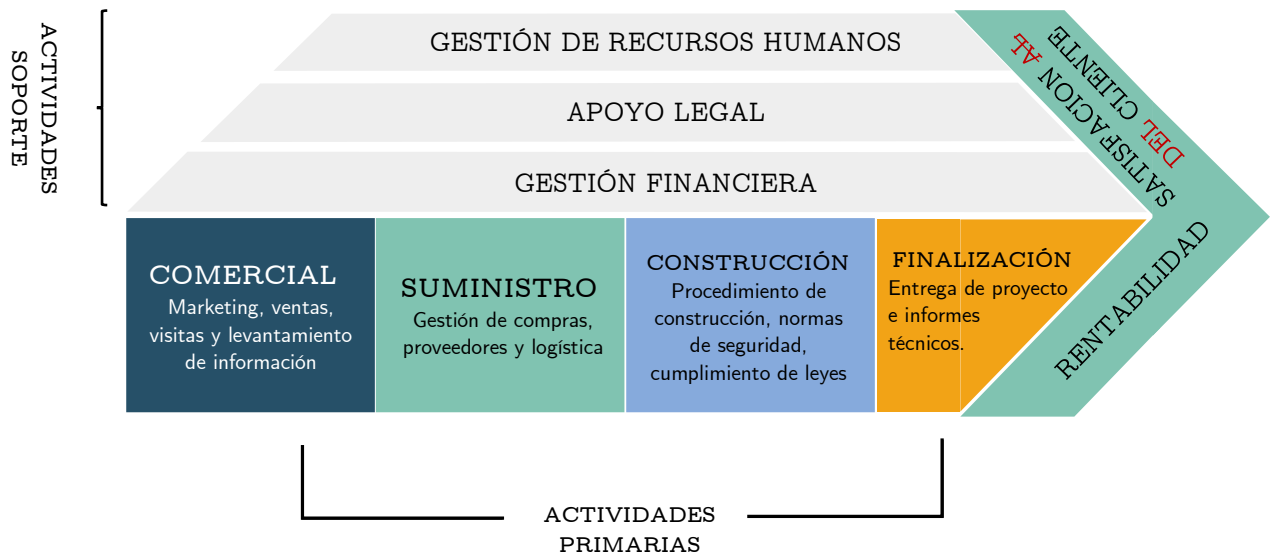 ACTIVIDADES
SOPORTE
GESTIÓN DE RECURSOS HUMANOS
APOYO LEGAL
GESTIÓN FINANCIERA
SATISFACION AL
DEL CLIENTE
RENTABILIDAD
COMERCIAL
Marketing, ventas,
visitas y levantamiento
de información
SUMINISTRO
Gestión de compras,
proveedores y logística
CONSTRUCCIÓN
Procedimiento de
construcción, normas
de seguridad,
cumplimiento de leyes
FINALIZACIÓN
Entrega de proyecto
e informes
técnicos.
ACTIVIDADES
PRIMARIAS